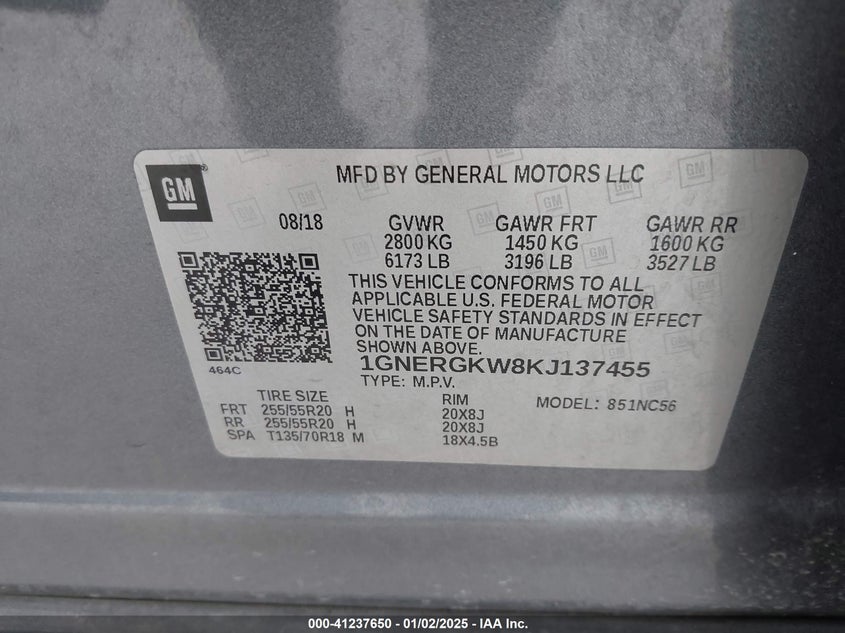 GM®
MFD BY GENERAL MOTORS LLC
08/18 GVWR GAWR FRT GAWR RR
2800 KG 1450 KG 1600 KG
6173 LB 3196 LB 3527 LB
THIS VEHICLE CONFORMS TO ALL
APPLICABLE U.S. FEDERAL MOTOR
VEHICLE SAFETY STANDARDS IN EFFECT
ON THE DATE OF MANUFACTURE
SHOWN ABOVE.
1GNERGKW8KJ137455
464C
TYPE: M.P.V.
TIRE SIZE RIM MODEL: 851NC56
FRT 255/55R20 H 20X8J
RR 255/55R20 H 20X8J
SPA T135/70R18 M 18X4.5B
000-41237650 — 01/02/2025 — IAA Inc.